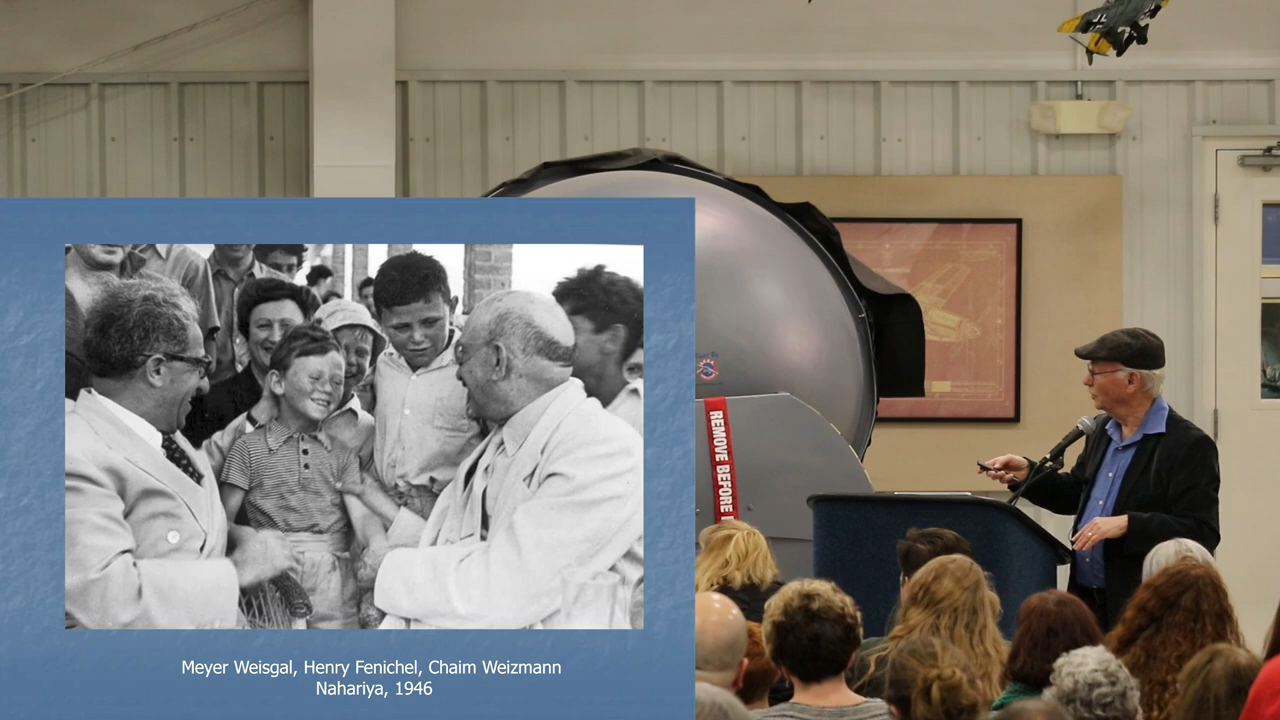 REMOVE BEFORE
Meyer Weisgal, Henry Fenichel, Chaim Weizmann
Nahariya, 1946